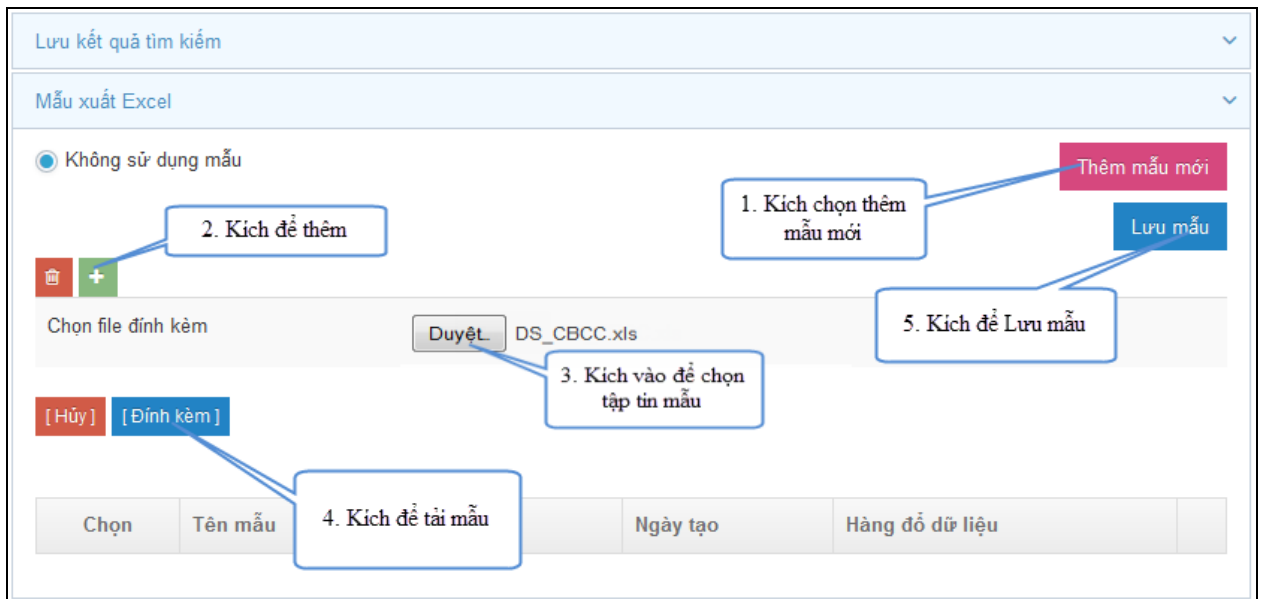 Lưu kết quả tìm kiếm
Mẫu xuất Excel
Không sử dụng mẫu
Thêm mẫu mới
1. Kích chọn thêm
mẫu mới
2. Kích để thêm
Lưu mẫu
Chọn file đính kèm
Duyệt..
DS_CBCC.xls
5. Kích để Lưu mẫu
3. Kích vào để chọn
tập tin mẫu
[ Hủy ]
[ Đính kèm ]
4. Kích để tải mẫu
Chọn
Tên mẫu
Ngày tạo
Hàng đổ dữ liệu